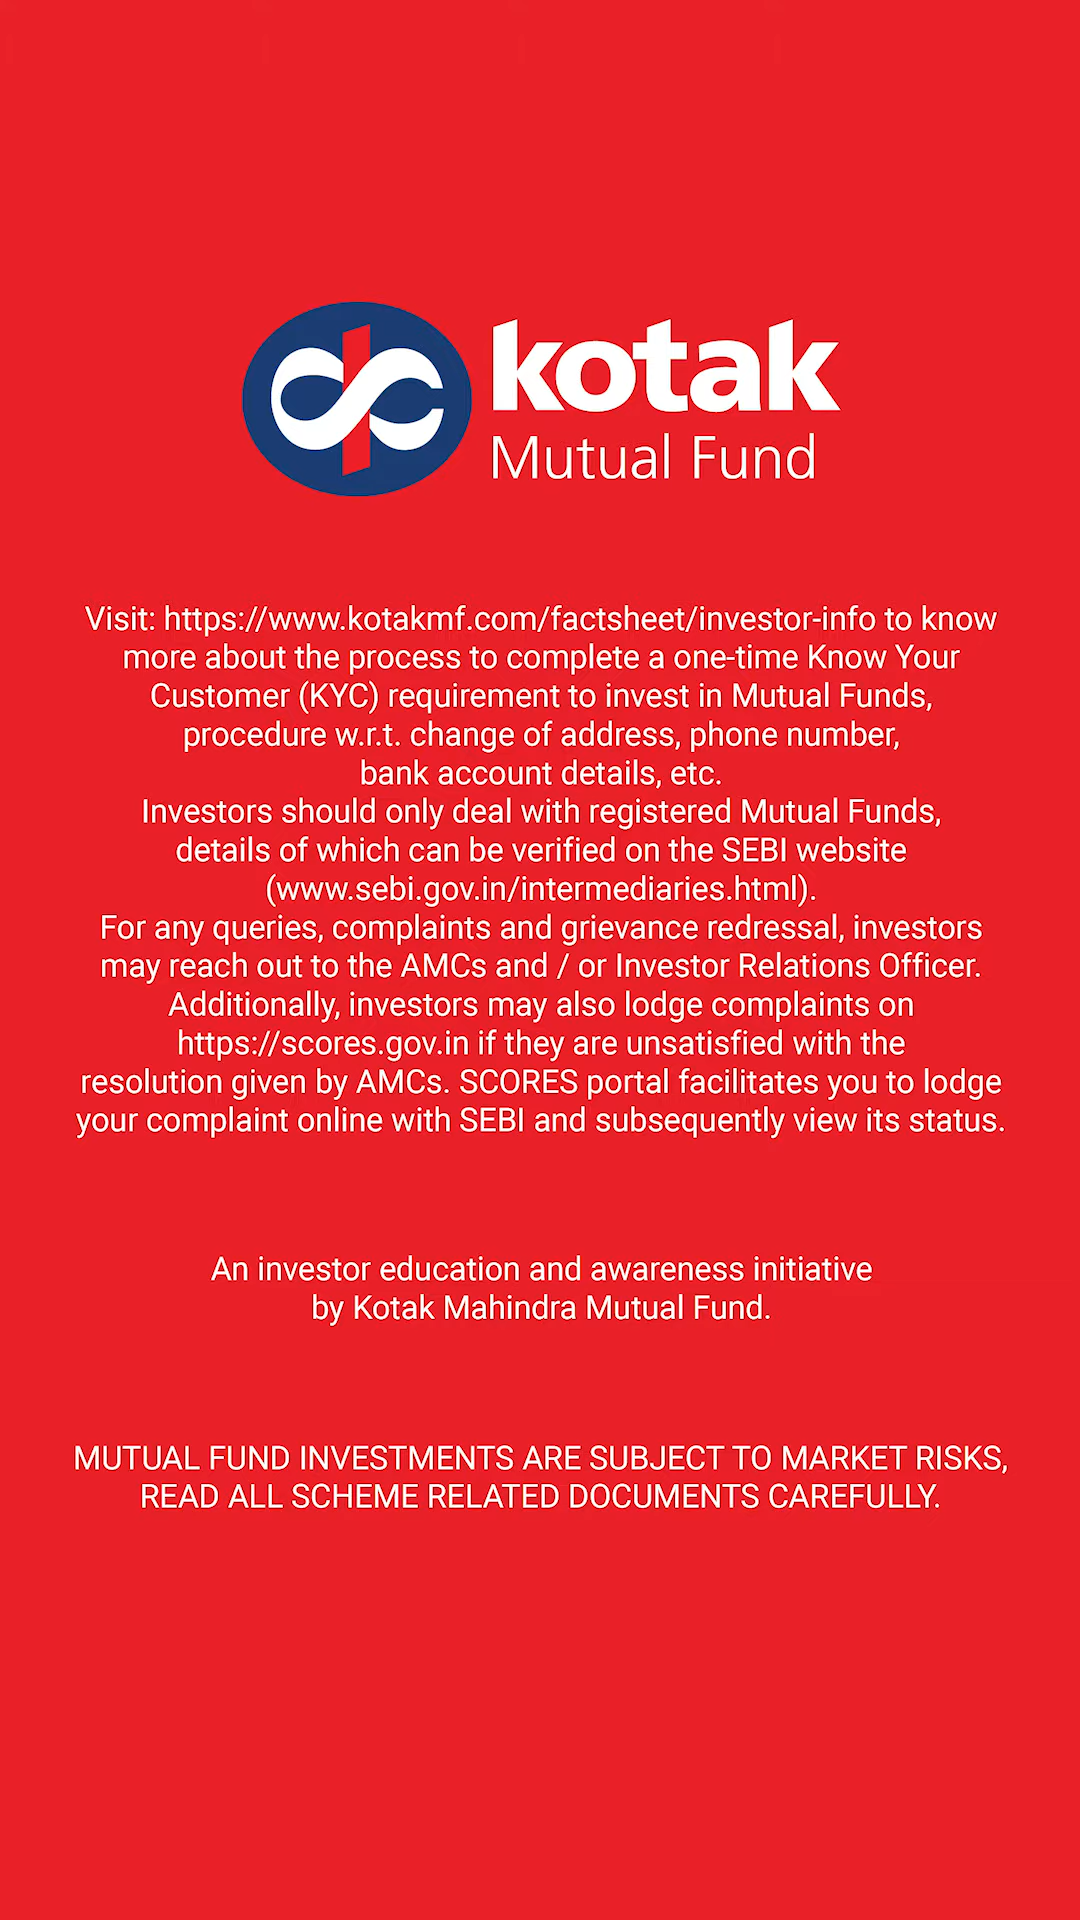 kotak
Mutual Fund
Visit: https://www.kotakmf.com/factsheet/investor-info to know
more about the process to complete a one-time Know Your
Customer (KYC) requirement to invest in Mutual Funds,
procedure w.r.t. change of address, phone number,
bank account details, etc.
Investors should only deal with registered Mutual Funds,
details of which can be verified on the SEBI website
(www.sebi.gov.in/intermediaries.html).
For any queries, complaints and grievance redressal, investors
may reach out to the AMCs and / or Investor Relations Officer.
Additionally, investors may also lodge complaints on
https://scores.gov.in if they are unsatisfied with the
resolution given by AMCs. SCORES portal facilitates you to lodge
your complaint online with SEBI and subsequently view its status.
An investor education and awareness initiative
by Kotak Mahindra Mutual Fund.
MUTUAL FUND INVESTMENTS ARE SUBJECT TO MARKET RISKS,
READ ALL SCHEME RELATED DOCUMENTS CAREFULLY.